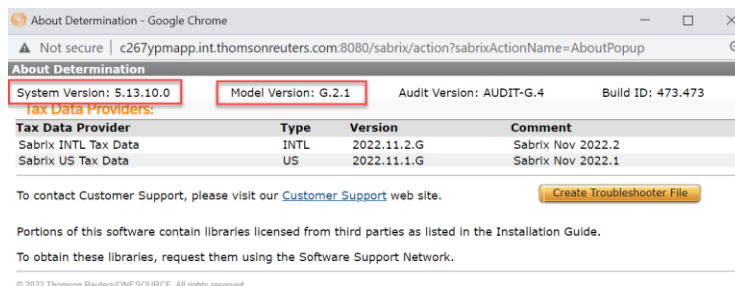 About Determination - Google Chrome
Not secure | c267ypmapp.int.thomsonreuters.com:8080/sabrix/action?sabrixActionName=AboutPopup
About Determination
System Version: 5.13.10.0 Model Version: G.2.1 Audit Version: AUDIT-G.4 Build ID: 473.473
Tax Data Providers:
Tax Data Provider Type Version Comment
Sabrix INTL Tax Data INTL 2022.11.2.G Sabrix Nov 2022.2
Sabrix US Tax Data US 2022.11.1.G Sabrix Nov 2022.1
To contact Customer Support, please visit our Customer Support web site. Create Troubleshooter File
Portions of this software contain libraries licensed from third parties as listed in the Installation Guide.
To obtain these libraries, request them using the Software Support Network.
© 2022 Thomson Reuters/ONESOURCE. All rights reserved.